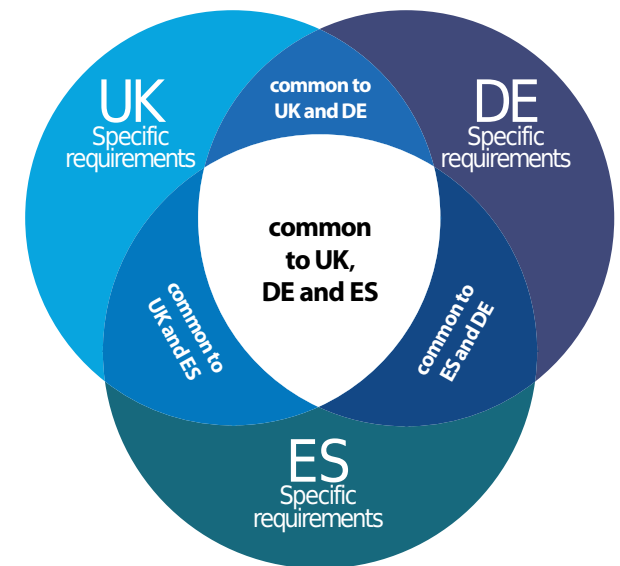 UK
Specific
requirements
common to
UK and DE
DE
Specific
requirements
common
to UK,
DE and ES
common to
UK and ES
common to
ES and DE
ES
Specific
requirements